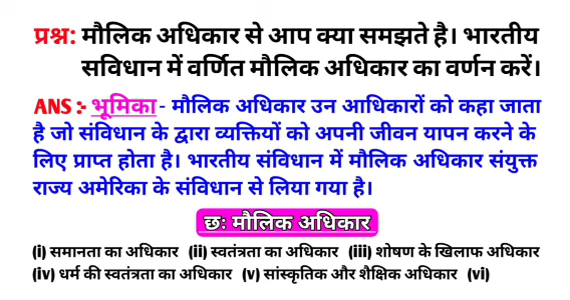 प्रश्न: मौलिक अधिकार से आप क्या समझते है। भारतीय
सविधान में वर्णित मौलिक अधिकार का वर्णन करें।
ANS :- भूमिका- मौलिक अधिकार उन आधिकारों को कहा जाता
है जो संविधान के द्वारा व्यक्तियों को अपनी जीवन यापन करने के
लिए प्राप्त होता है। भारतीय संविधान में मौलिक अधिकार संयुक्त
राज्य अमेरिका के संविधान से लिया गया है।
छः मौलिक अधिकार
(i) समानता का अधिकार (ii) स्वतंत्रता का अधिकार (iii) शोषण के खिलाफ अधिकार
(iv) धर्म की स्वतंत्रता का अधिकार (v) सांस्कृतिक और शैक्षिक अधिकार (vi)